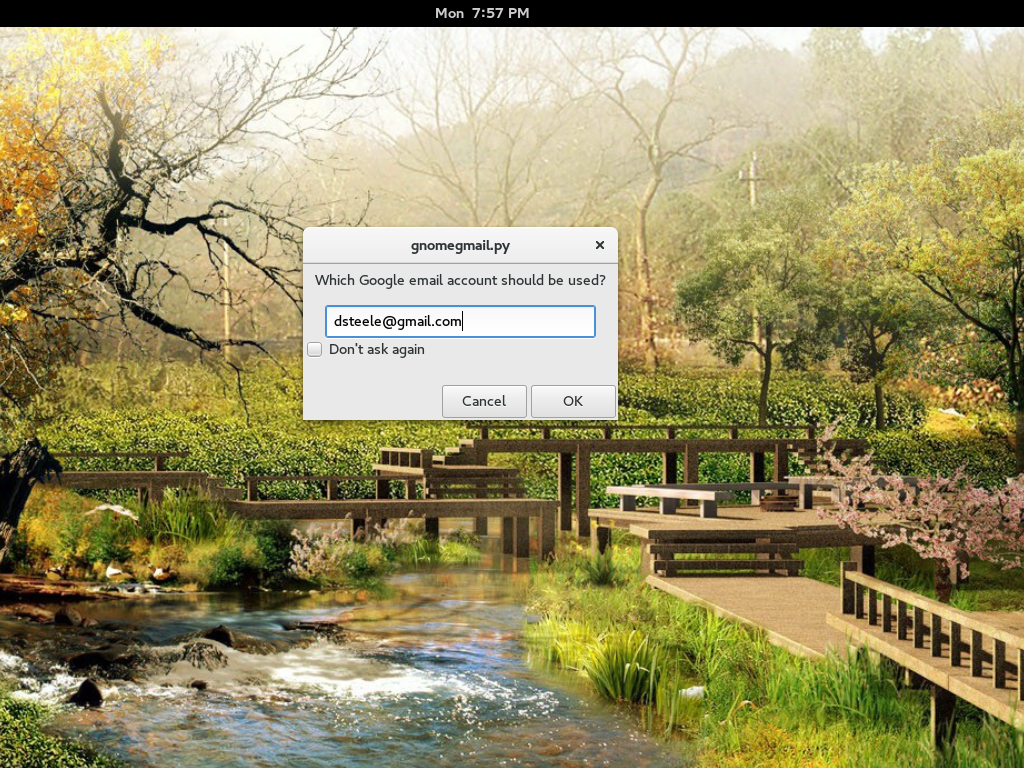 Mon 7:57 PM
gnomegmail.py
Which Google email account should be used?
dsteele@gmail.com
Don't ask again
Cancel
OK